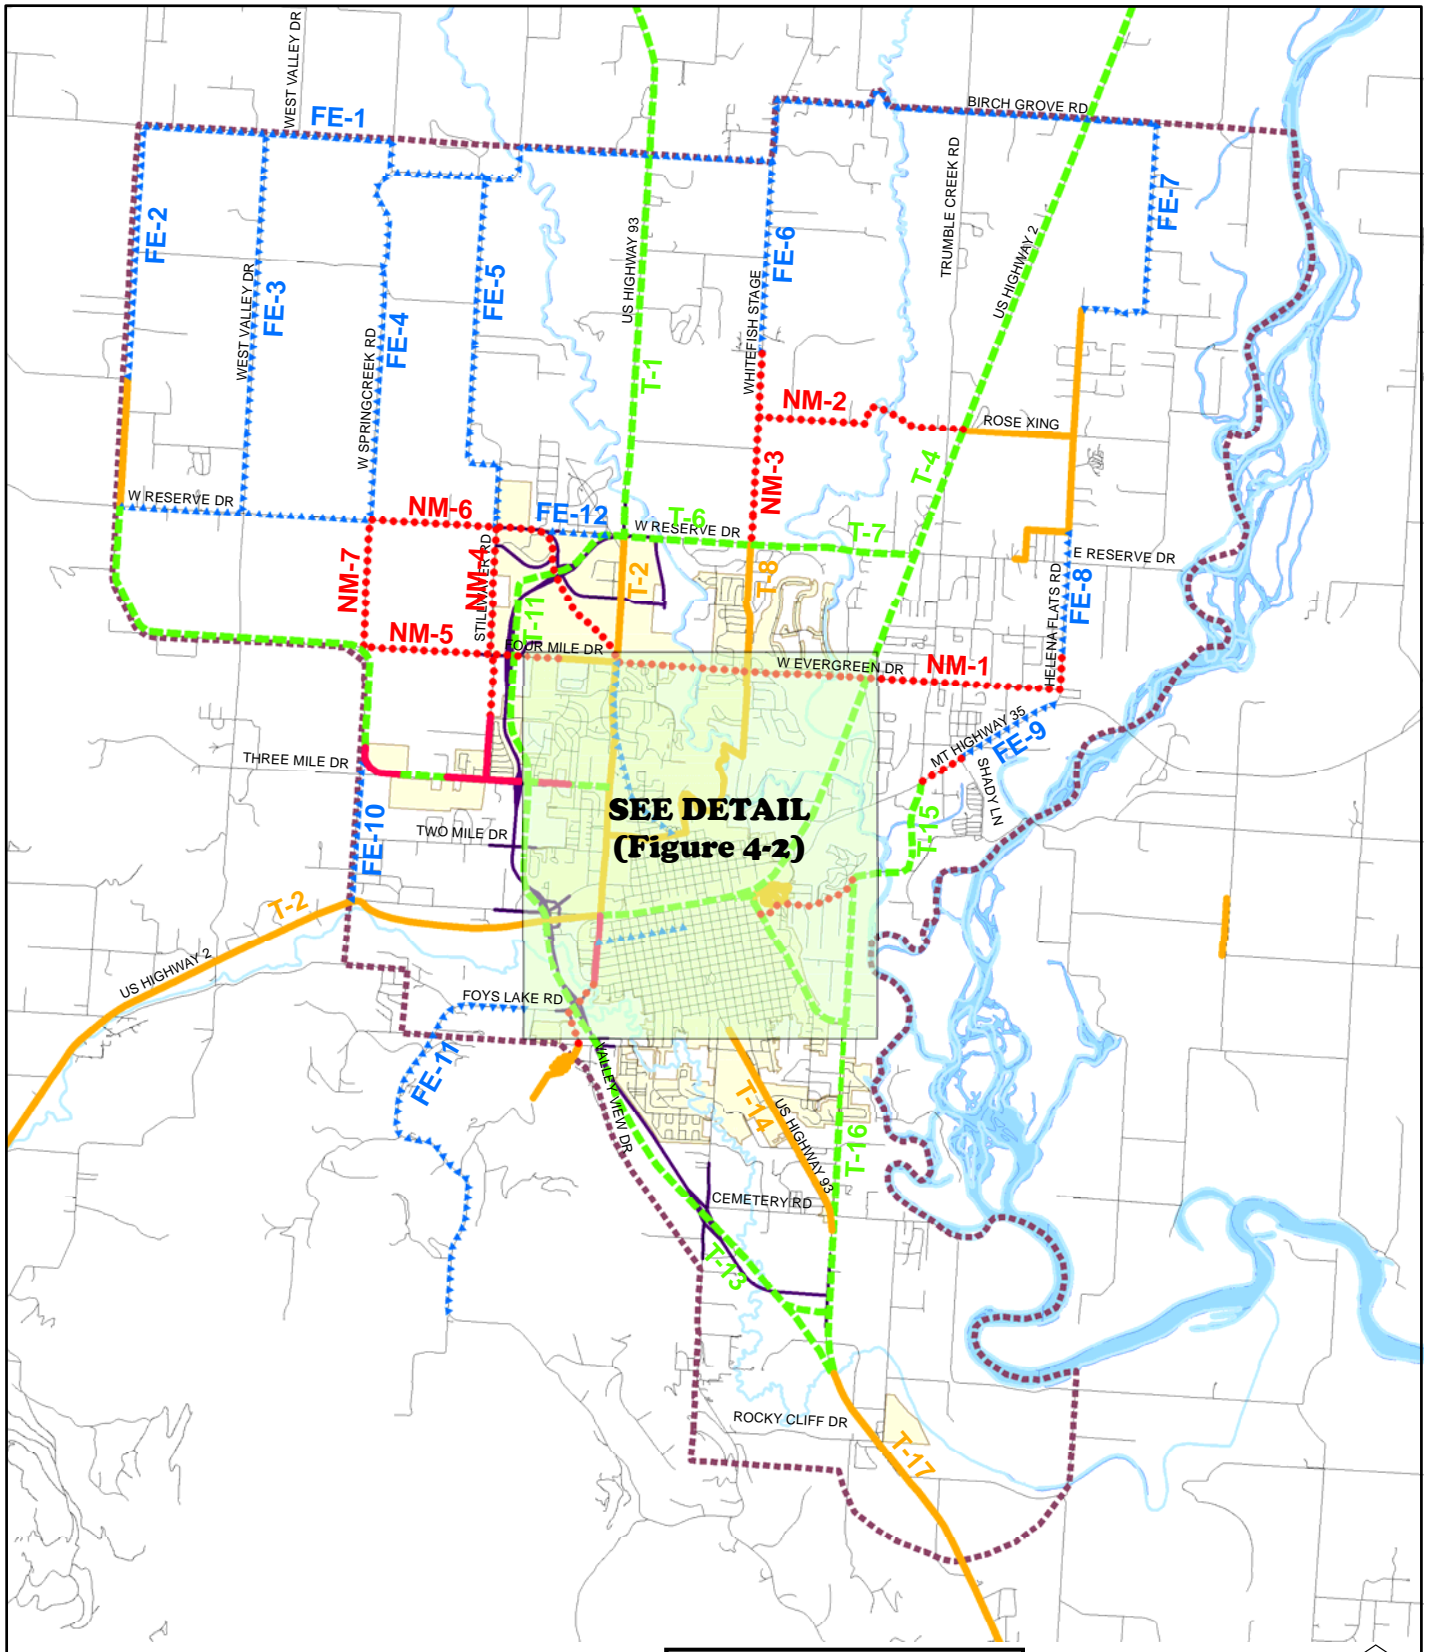 WEST VALLEY DR
FE-1
BIRCH GROVE RD
TRUMBLE CREEK RD
FE-7
FE-2
US HIGHWAY 93
FE-6
US HIGHWAY 2
WEST VALLEY DR
FE-3
FE-5
WHITEFISH STAGE
W SPRINGCREEK RD
FE-4
T-1
NM-2
ROSE XING
T-4
NM-3
W RESERVE DR
NM-6
FE-12
W RESERVE DR
T-6
T-7
E RESERVE DR
NM-7
STILLWATER RD
NM-4
T-11
T-2
T-8
HELENA FLATS RD
FE-8
NM-5
FOUR MILE DR
W EVERGREEN DR
NM-1
MT HIGHWAY 35
FE-9
SHADY LN
THREE MILE DR
SEE DETAIL
(Figure 4-2)
T-15
TWO MILE DR
FE-10
T-2
US HIGHWAY 2
FOYS LAKE RD
FE-11
VALLEY VIEW DR
T-14
US HIGHWAY 93
T-16
CEMETERY RD
T-13
ROCKY CLIFF DR
T-17